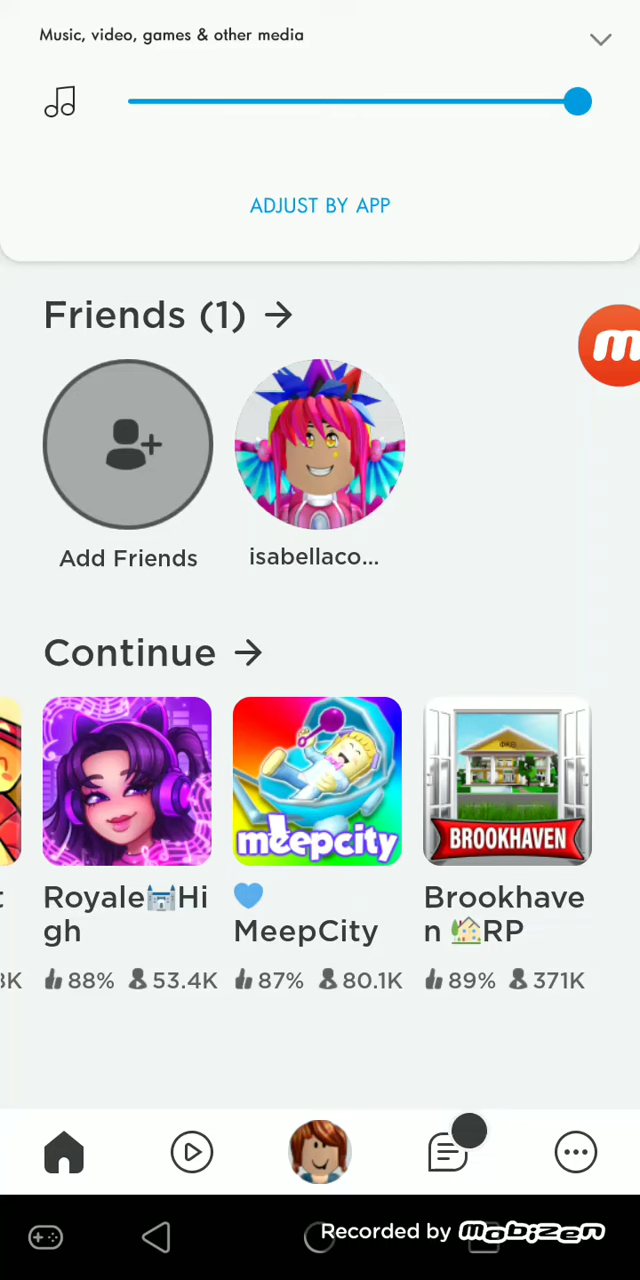 Music, video, games & other media
ADJUST BY APP
Friends (1) →
Add Friends
isabellaco...
Continue →
meepcity
BROOKHAVEN
Royale🏰Hi
gh
💙
MeepCity
Brookhave
n 🏡RP
3K
88% 53.4K
87% 80.1K
89% 371K
Recorded by mobizen